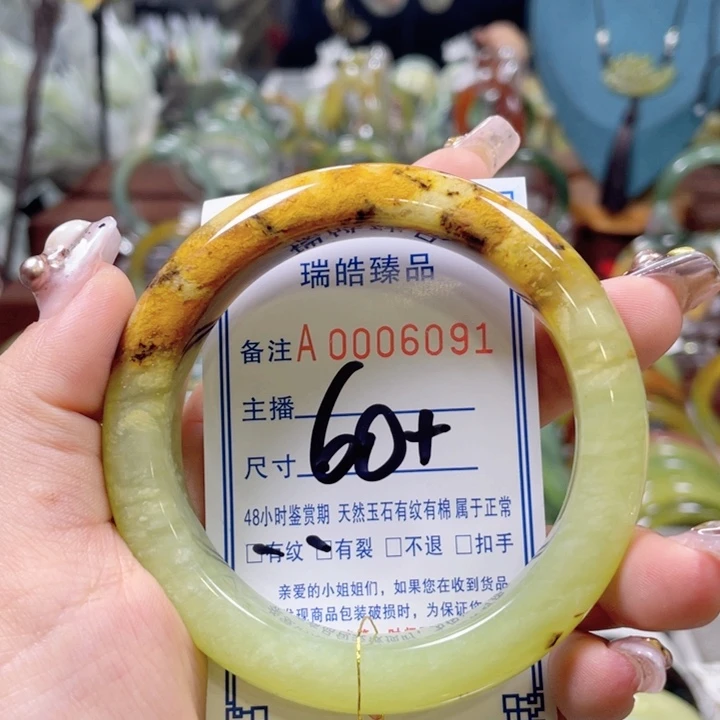 瑞皓臻品
备注A 0006091
主播
尺寸 60+
48小时鉴赏期 天然玉石有纹有棉 属于正常
□有纹 □有裂 □不退 □扣手
亲爱的小姐姐们，如果您在收到货品
现商品包装破损时，为保证您